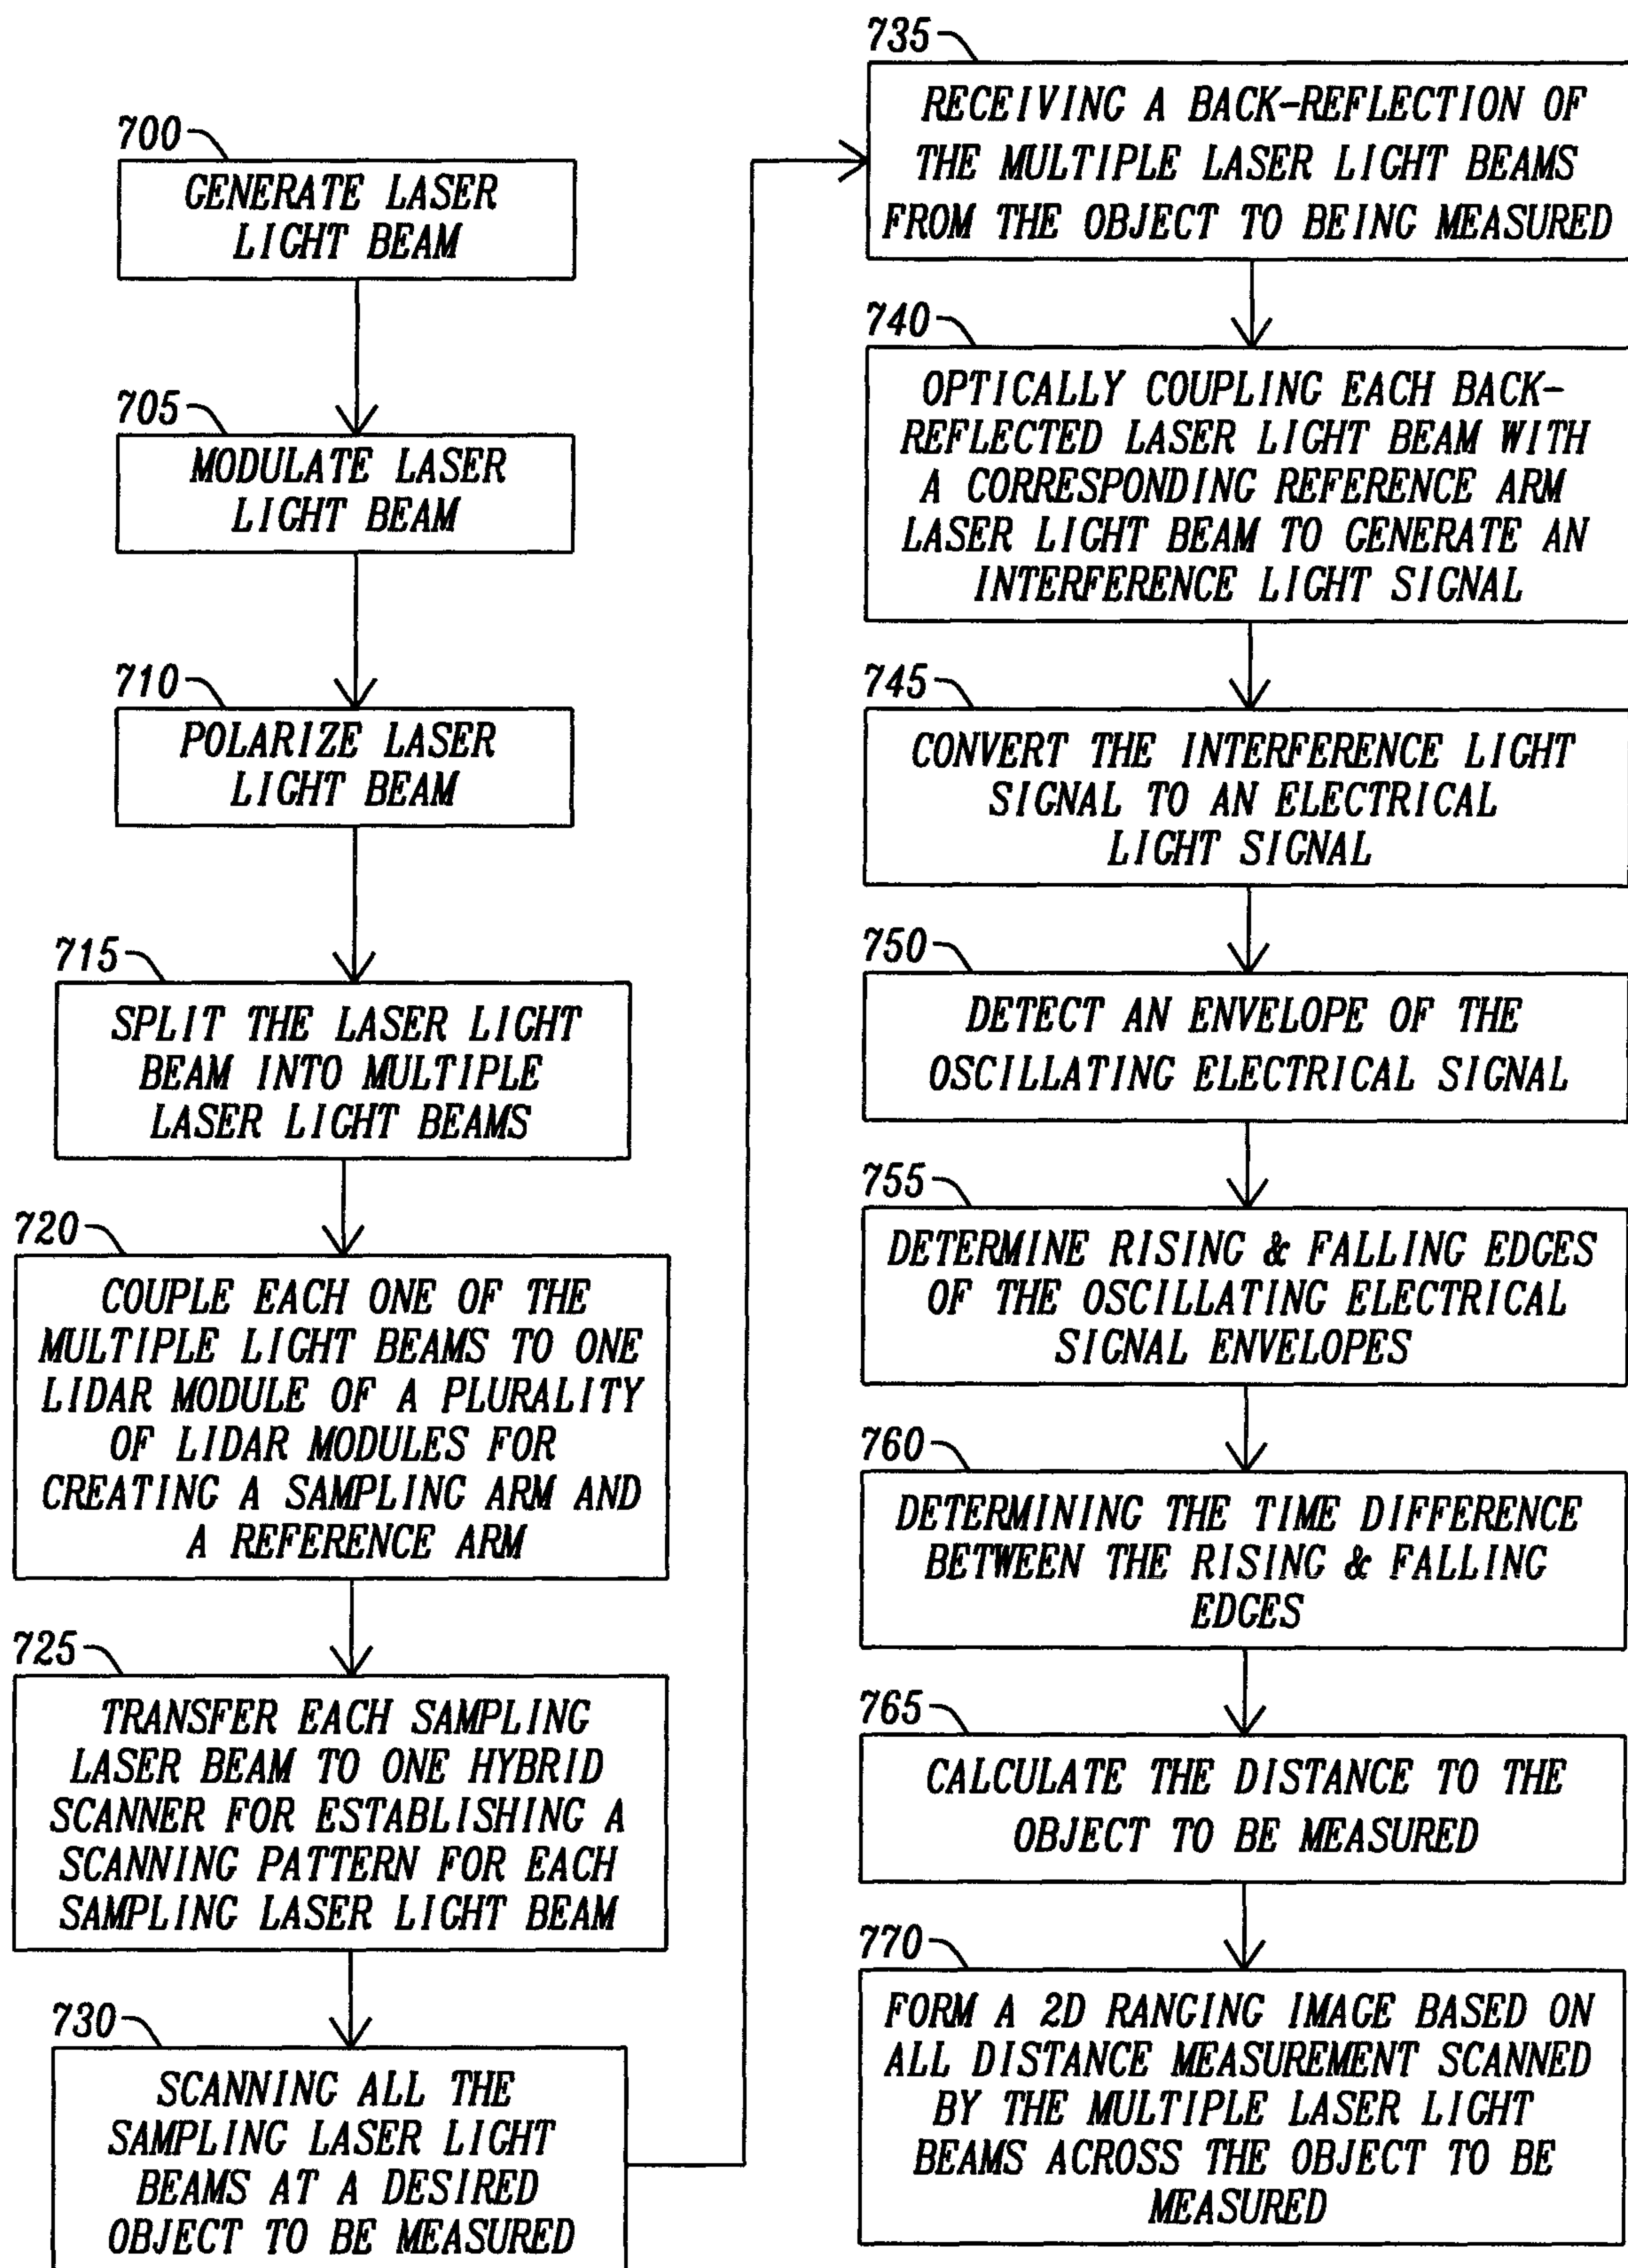 700
GENERATE LASER
LIGHT BEAM
705
MODULATE LASER
LIGHT BEAM
710
POLARIZE LASER
LIGHT BEAM
715
SPLIT THE LASER LIGHT
BEAM INTO MULTIPLE
LASER LIGHT BEAMS
720
COUPLE EACH ONE OF THE
MULTIPLE LIGHT BEAMS TO ONE
LIDAR MODULE OF A PLURALITY
OF LIDAR MODULES FOR
CREATING A SAMPLING ARM AND
A REFERENCE ARM
725
TRANSFER EACH SAMPLING
LASER BEAM TO ONE HYBRID
SCANNER FOR ESTABLISHING A
SCANNING PATTERN FOR EACH
SAMPLING LASER LIGHT BEAM
730
SCANNING ALL THE
SAMPLING LASER LIGHT
BEAMS AT A DESIRED
OBJECT TO BE MEASURED
735
RECEIVING A BACK-REFLECTION OF
THE MULTIPLE LASER LIGHT BEAMS
FROM THE OBJECT TO BEING MEASURED
740
OPTICALLY COUPLING EACH BACK-
REFLECTED LASER LIGHT BEAM WITH
A CORRESPONDING REFERENCE ARM
LASER LIGHT BEAM TO GENERATE AN
INTERFERENCE LIGHT SIGNAL
745
CONVERT THE INTERFERENCE LIGHT
SIGNAL TO AN ELECTRICAL
LIGHT SIGNAL
750
DETECT AN ENVELOPE OF THE
OSCILLATING ELECTRICAL SIGNAL
755
DETERMINE RISING & FALLING EDGES
OF THE OSCILLATING ELECTRICAL
SIGNAL ENVELOPES
760
DETERMINING THE TIME DIFFERENCE
BETWEEN THE RISING & FALLING
EDGES
765
CALCULATE THE DISTANCE TO THE
OBJECT TO BE MEASURED
770
FORM A 2D RANGING IMAGE BASED ON
ALL DISTANCE MEASUREMENT SCANNED
BY THE MULTIPLE LASER LIGHT
BEAMS ACROSS THE OBJECT TO BE
MEASURED